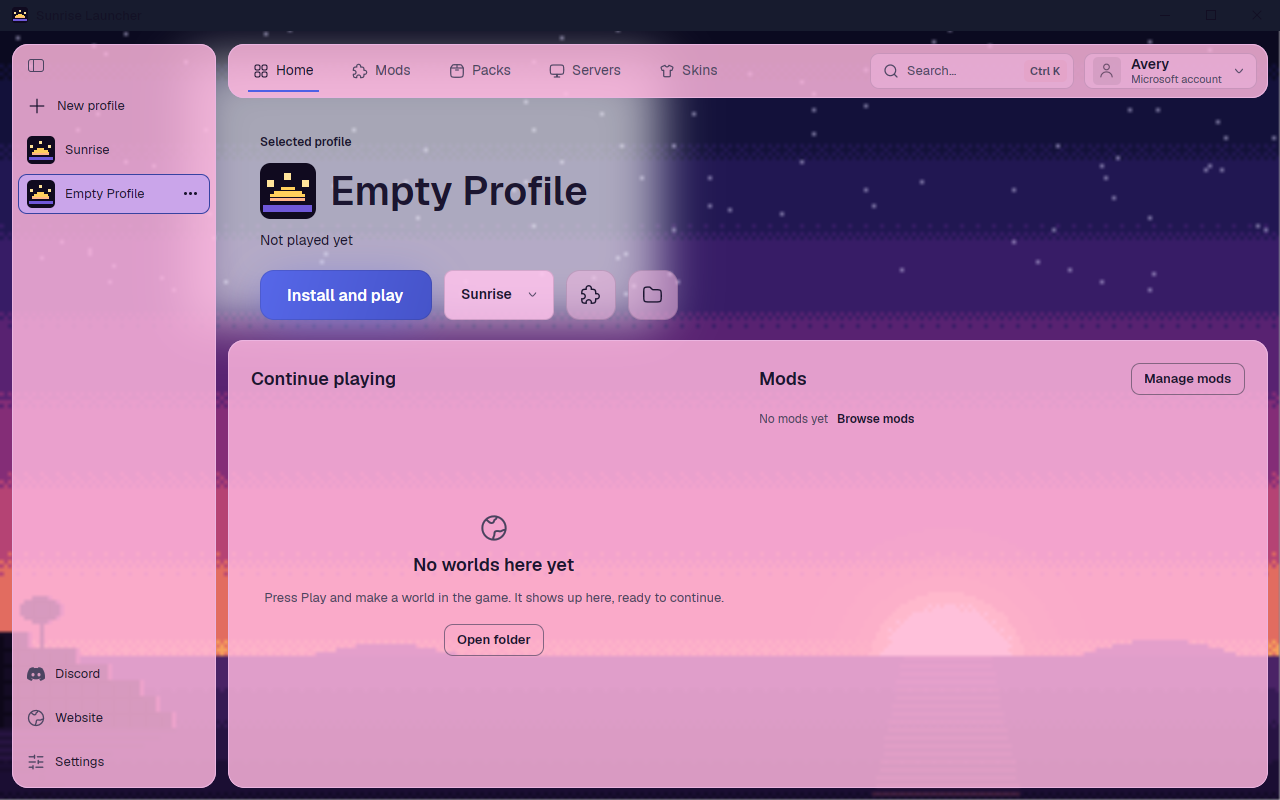 Sunrise Launcher
New profile
Sunrise
Empty Profile
Discord
Website
Settings
Home
Mods
Packs
Servers
Skins
Search...
Ctrl K
Avery
Microsoft account
Selected profile
Empty Profile
Not played yet
Install and play
Sunrise
Continue playing
No worlds here yet
Press Play and make a world in the game. It shows up here, ready to continue.
Open folder
Mods
Manage mods
No mods yet Browse mods